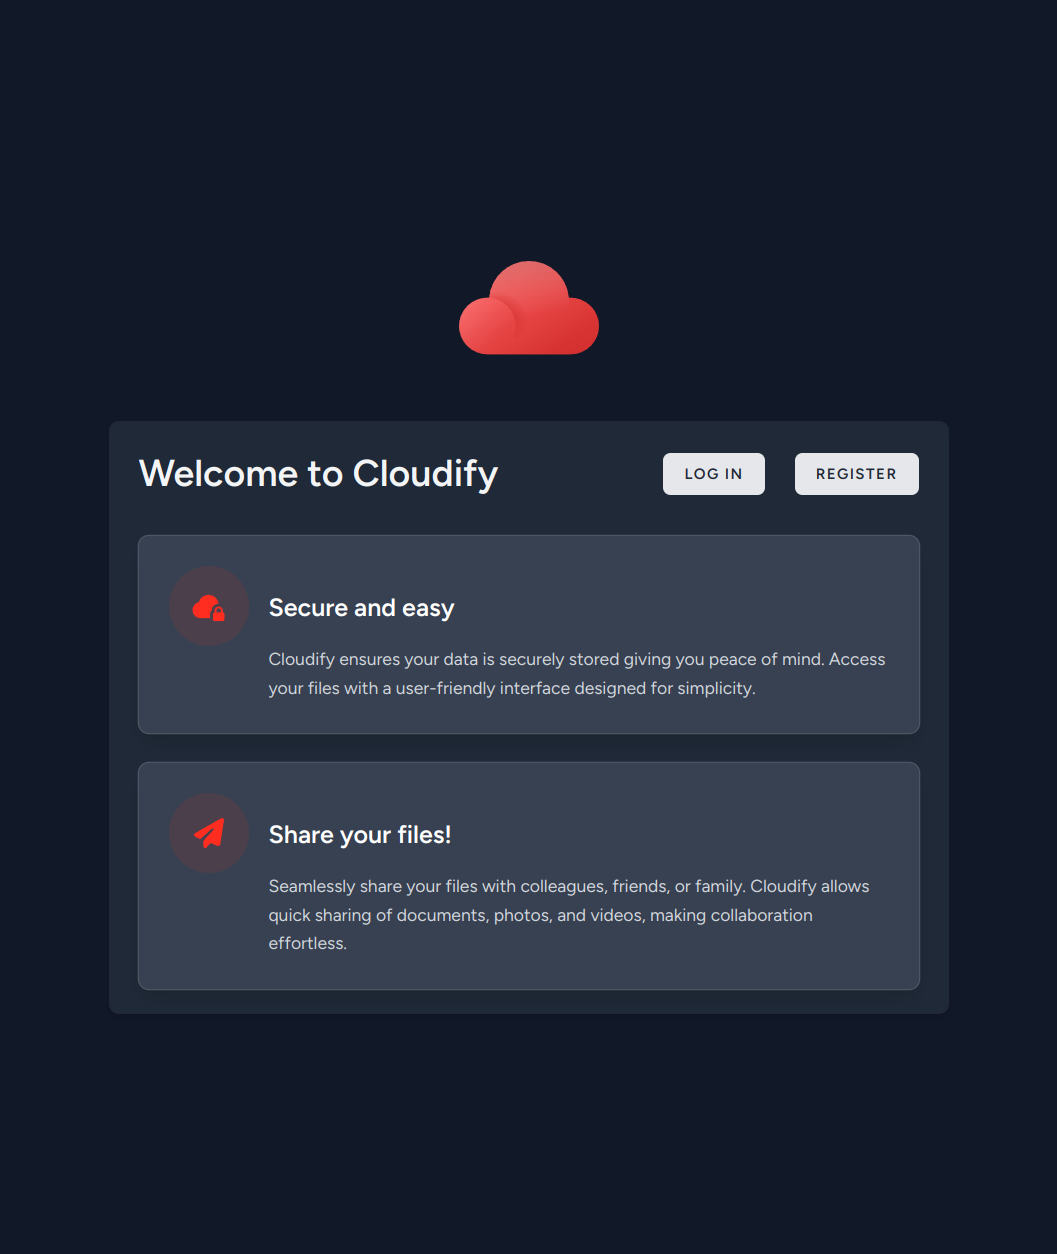 Welcome to Cloudify
LOG IN
REGISTER
Secure and easy
Cloudify ensures your data is securely stored giving you peace of mind. Access
your files with a user-friendly interface designed for simplicity.
Share your files!
Seamlessly share your files with colleagues, friends, or family. Cloudify allows
quick sharing of documents, photos, and videos, making collaboration
effortless.